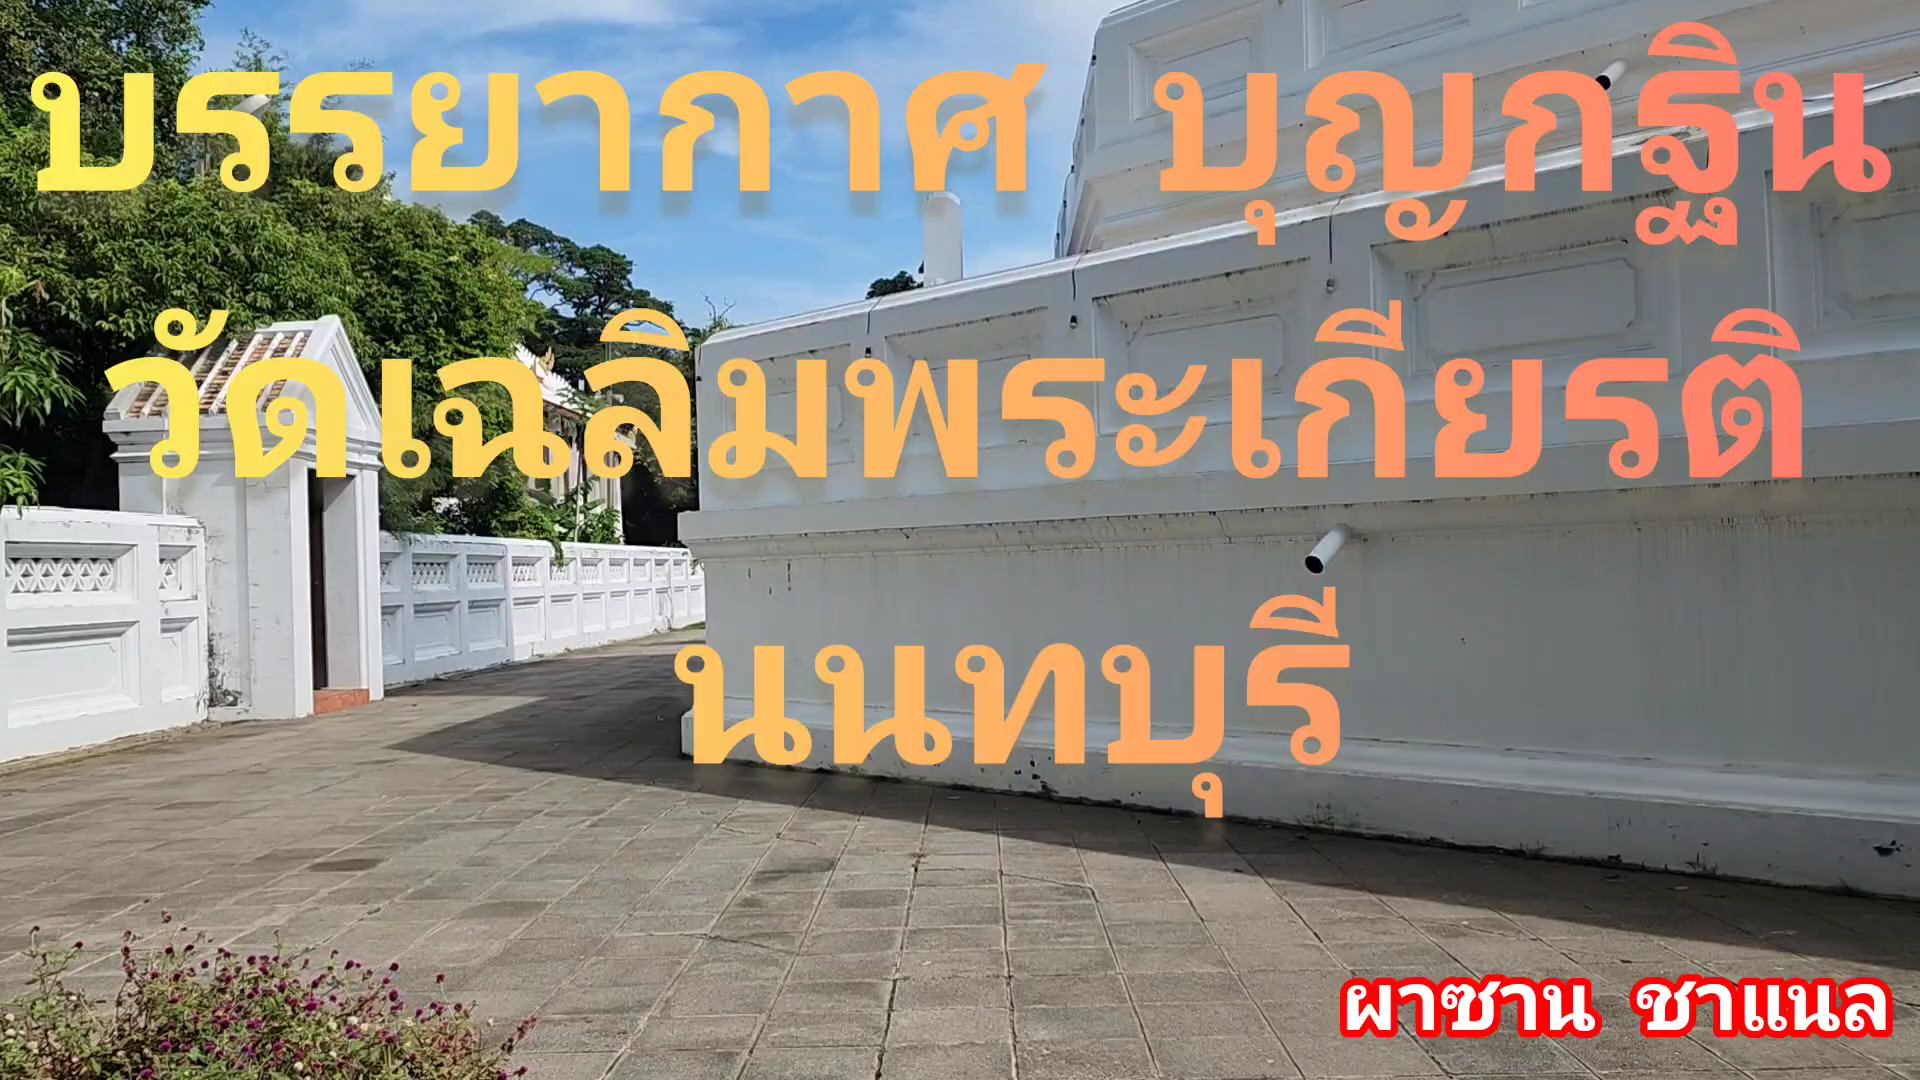 บรรยากาศ บุญกฐิน
วัดเฉลิมพระเกียรติ
นนทบุรี
ผาซาน ชาแนล